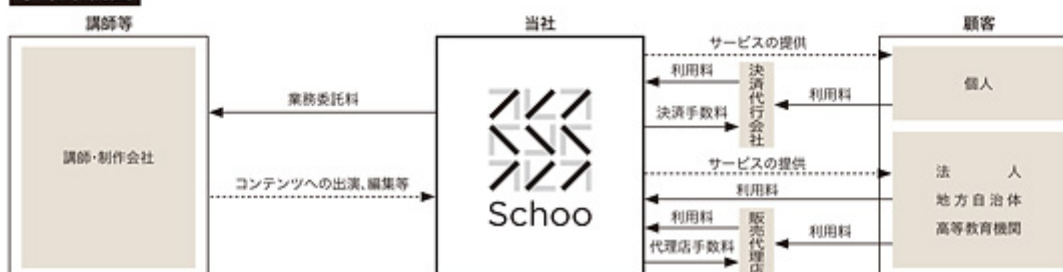 講師等
当社
顧客
講師・制作会社
業務委託料
コンテンツへの出演、編集等
Schoo
サービスの提供
利用料
決済手数料
決済代行会社
利用料
個人
サービスの提供
利用料
利用料
代理店手数料
販売代理店
利用料
法人
地方自治体
高等教育機関